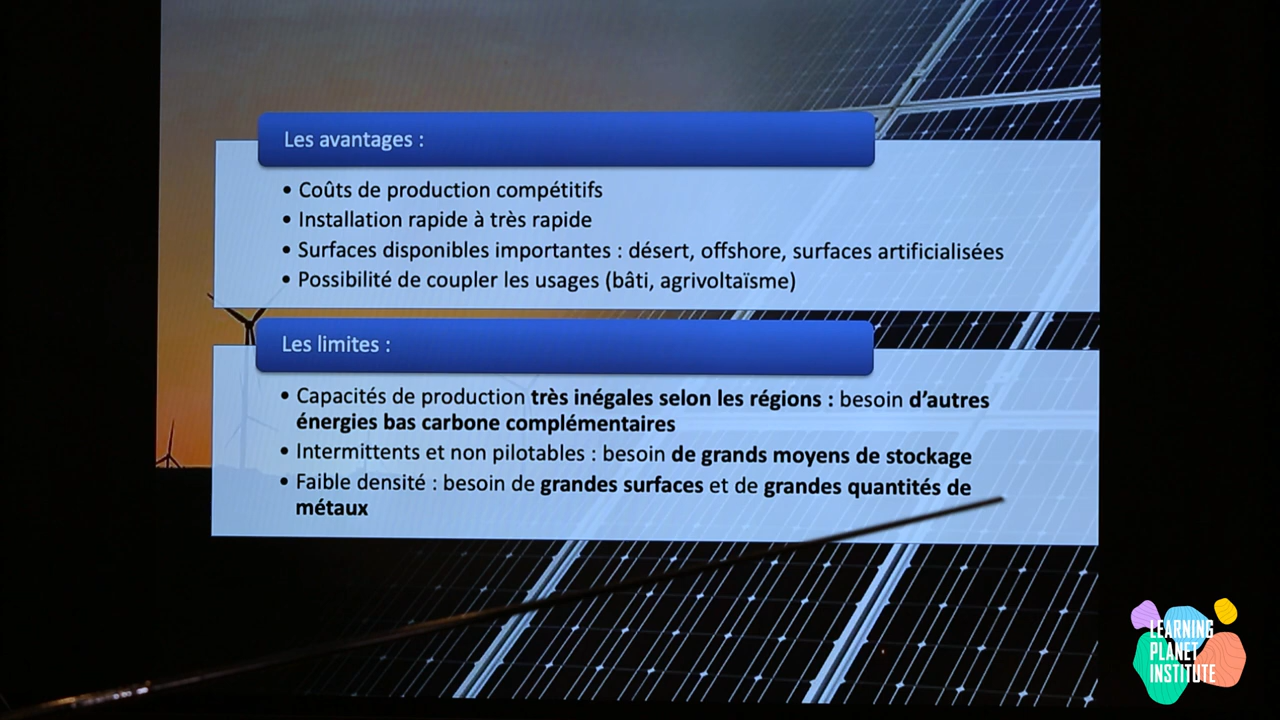 Les avantages :
• Coûts de production compétitifs
• Installation rapide à très rapide
• Surfaces disponibles importantes : désert, offshore, surfaces artificialisées
• Possibilité de coupler les usages (bâti, agrivoltaïsme)
Les limites :
• Capacités de production très inégales selon les régions : besoin d’autres
énergies bas carbone complémentaires
• Intermittents et non pilotables : besoin de grands moyens de stockage
• Faible densité : besoin de grandes surfaces et de grandes quantités de
métaux
LEARNING
PLANET
INSTITUTE